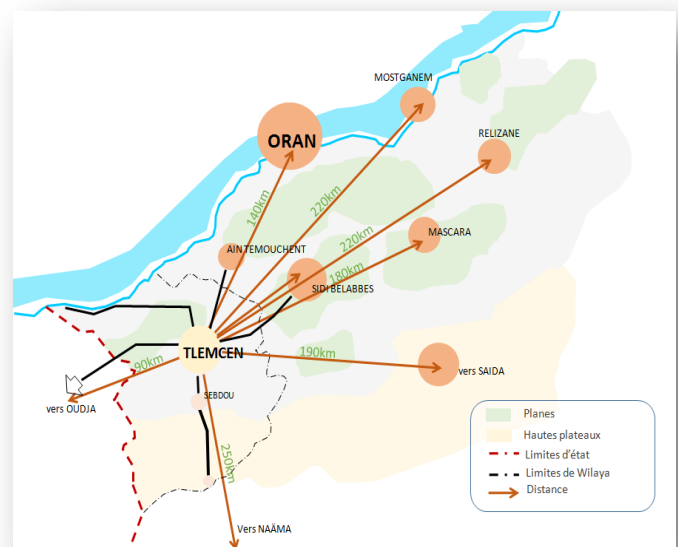 MOSTGANEM
ORAN
RELIZANE
140km
220km
220km
MASCARA
AIN TEMOUCHENT
180km
SIDI BELABBES
TLEMCEN
190km
90km
vers SAIDA
SEBDOU
vers OUDJA
250km
Vers NAÄMA
Planes
Hautes plateaux
Limites d'état
Limites de Wilaya
Distance